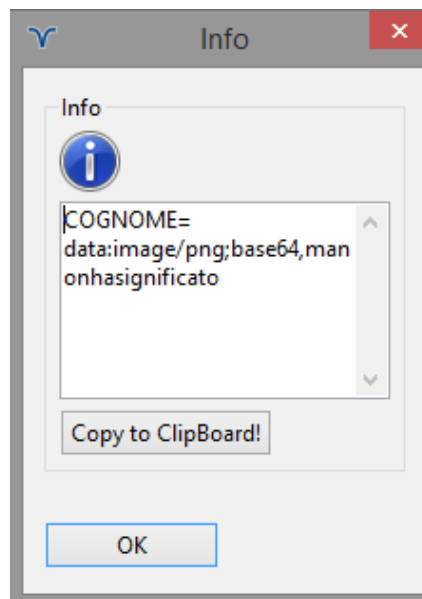 Info
Info
COGNOME=
data:image/png;base64,man
onhasignificato
Copy to ClipBoard!
OK